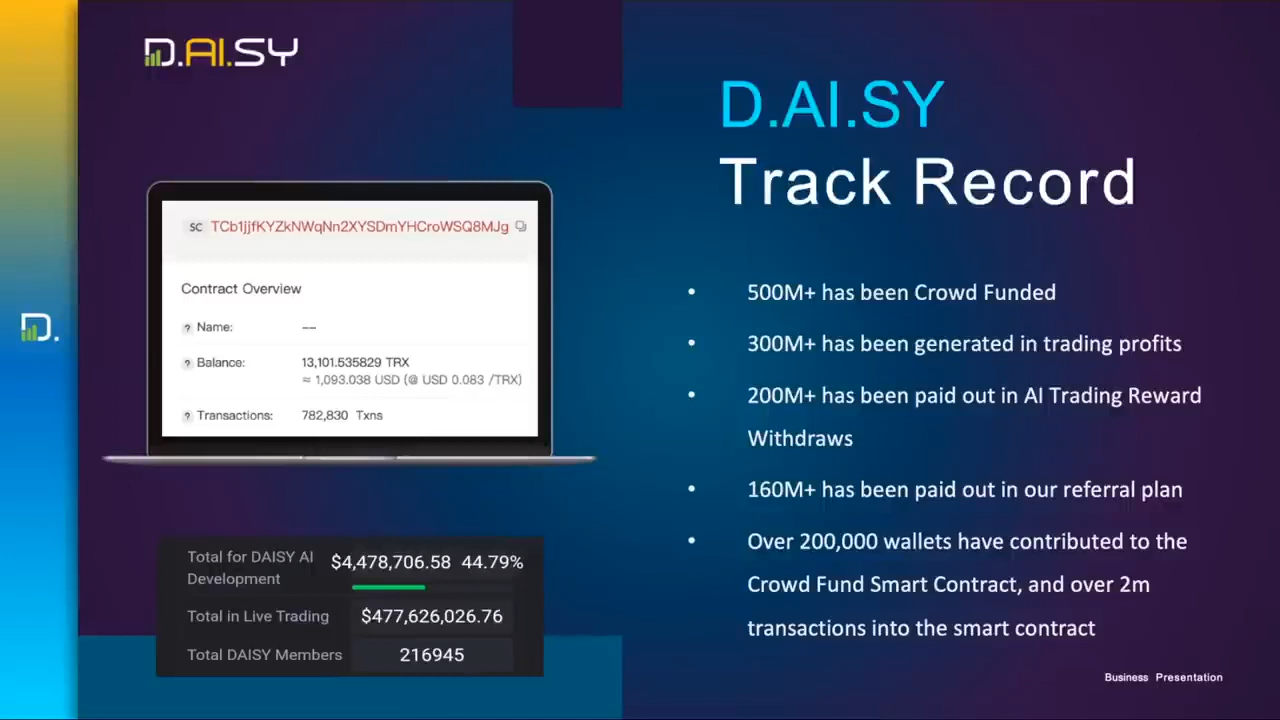 D.AI.SY
D.AI.SY
Track Record
SC TCb1jjfKYZkNWqNn2XYSDmYHCroWSQ8MJg
Contract Overview
? Name: —
? Balance: 13,101.535829 TRX
≈ 1,093.038 USD (@ USD 0.083 /TRX)
? Transactions: 782,830 Txns
D.
Total for DAISY AI
Development
$4,478,706.58 44.79%
Total in Live Trading $477,626,026.76
Total DAISY Members 216945
• 500M+ has been Crowd Funded
• 300M+ has been generated in trading profits
• 200M+ has been paid out in AI Trading Reward
Withdraws
• 160M+ has been paid out in our referral plan
• Over 200,000 wallets have contributed to the
Crowd Fund Smart Contract, and over 2m
transactions into the smart contract
Business Presentation